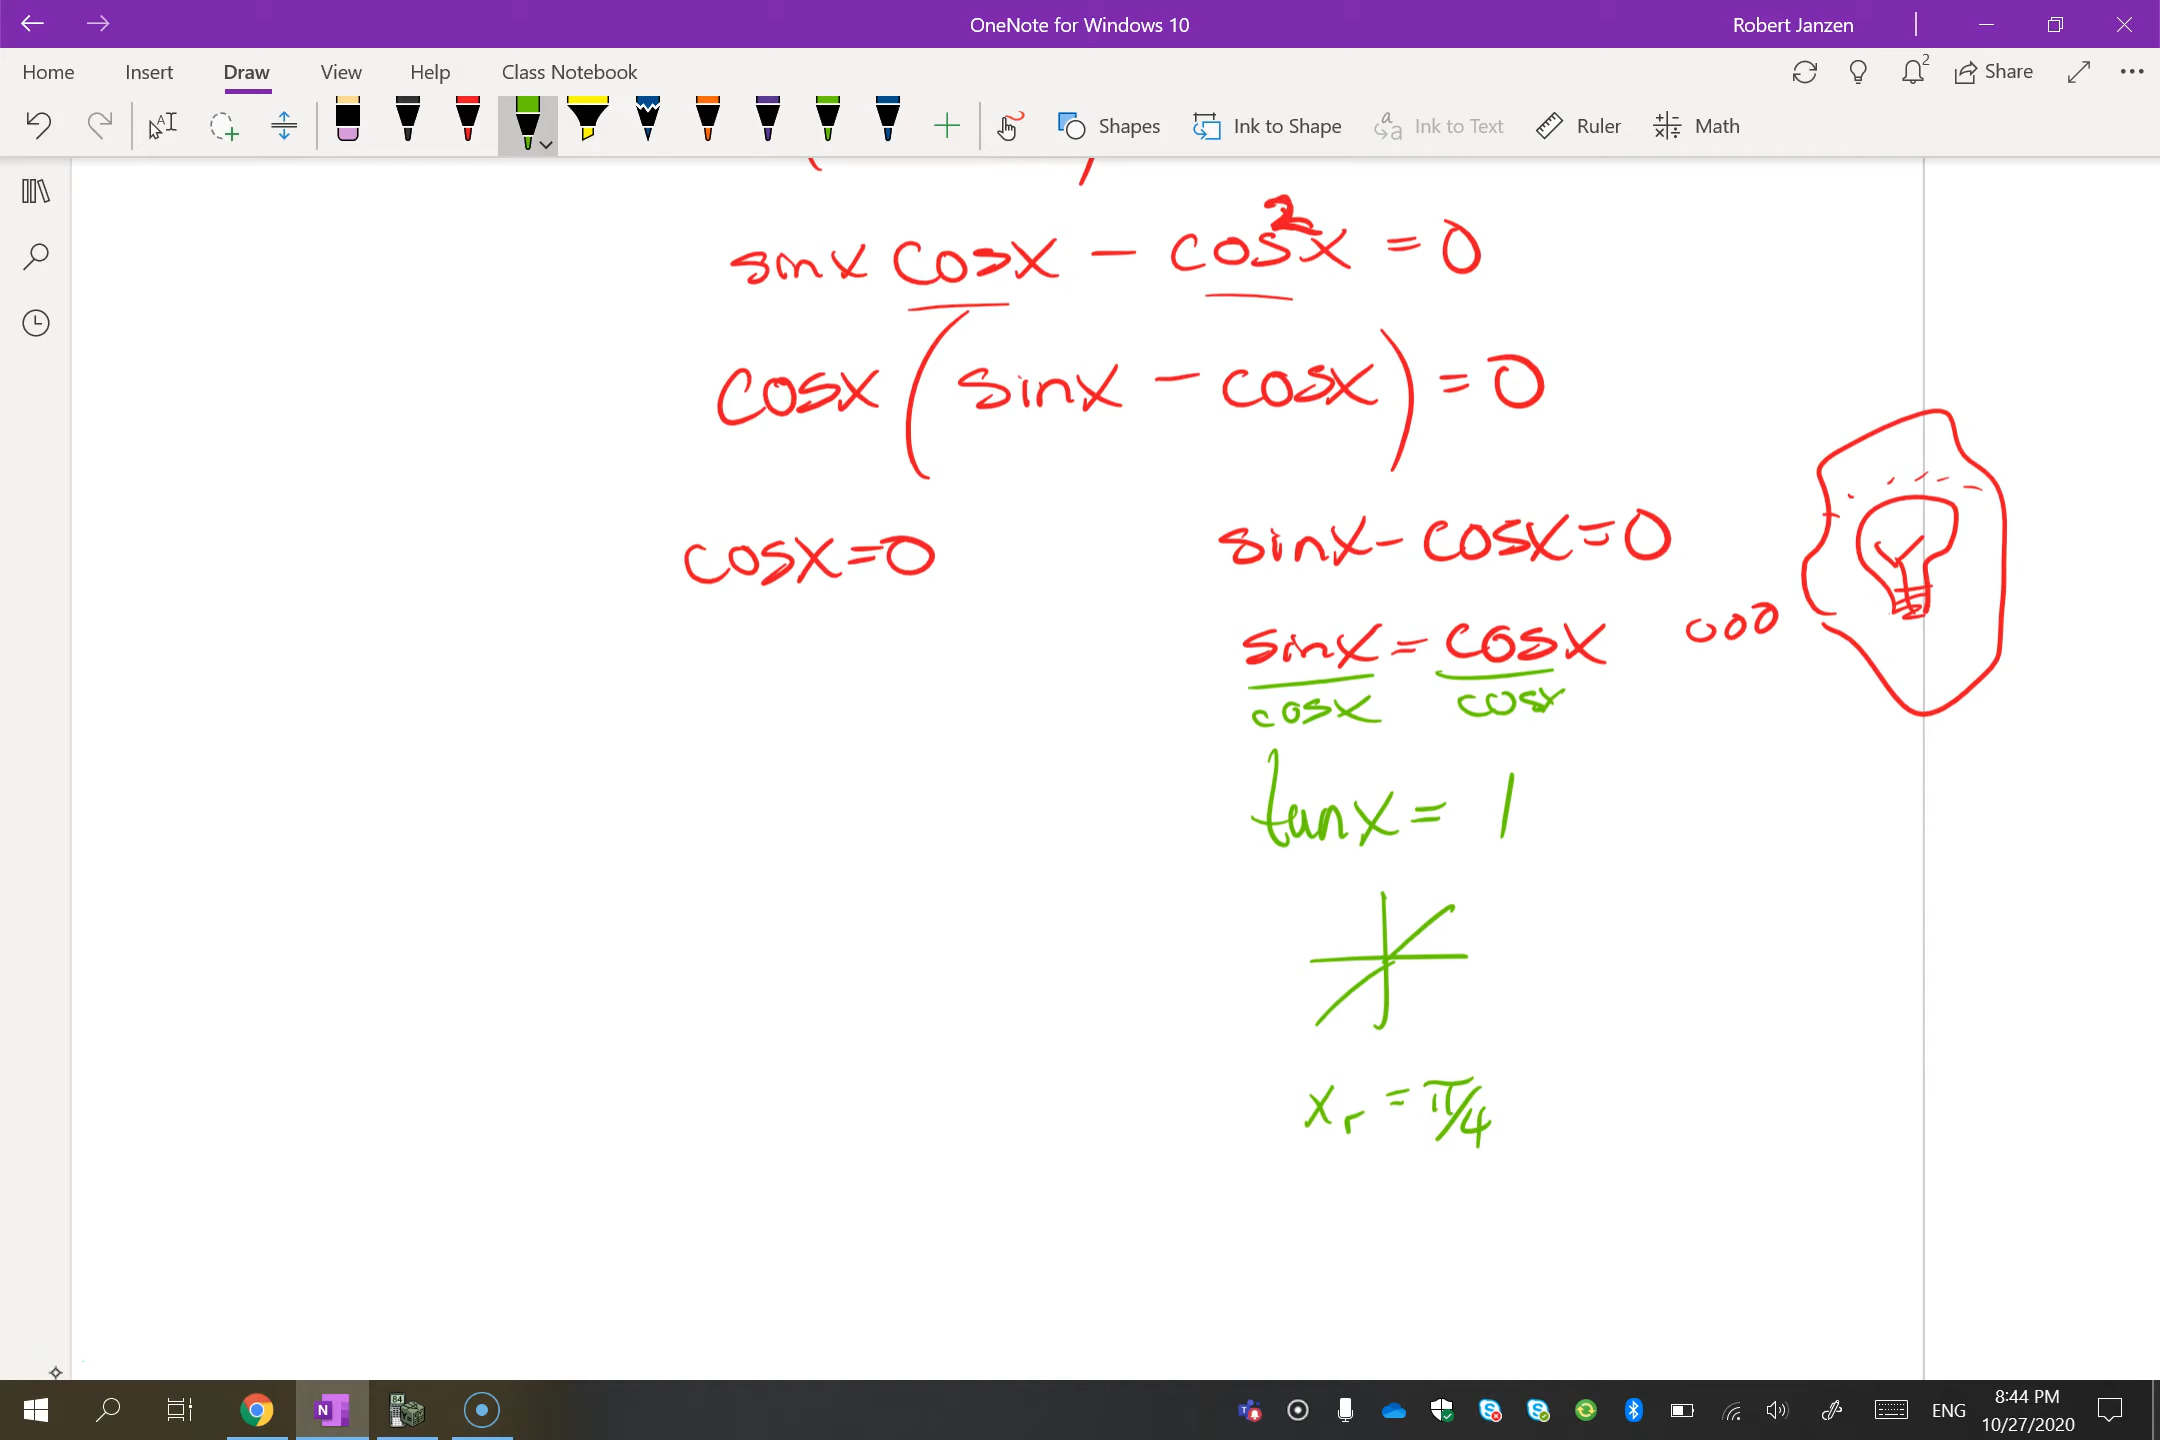 OneNote for Windows 10
Robert Janzen
Home Insert Draw View Help Class Notebook
2 Share
Shapes Ink to Shape Ink to Text Ruler Math
sinx cosx - cos²x = 0
cosx (sinx - cosx) = 0
cosx=0
sinx-cosx=0
sinx = cosx
cosx cosx
tanx = 1
xr = π/4
ENG
8:44 PM
10/27/2020